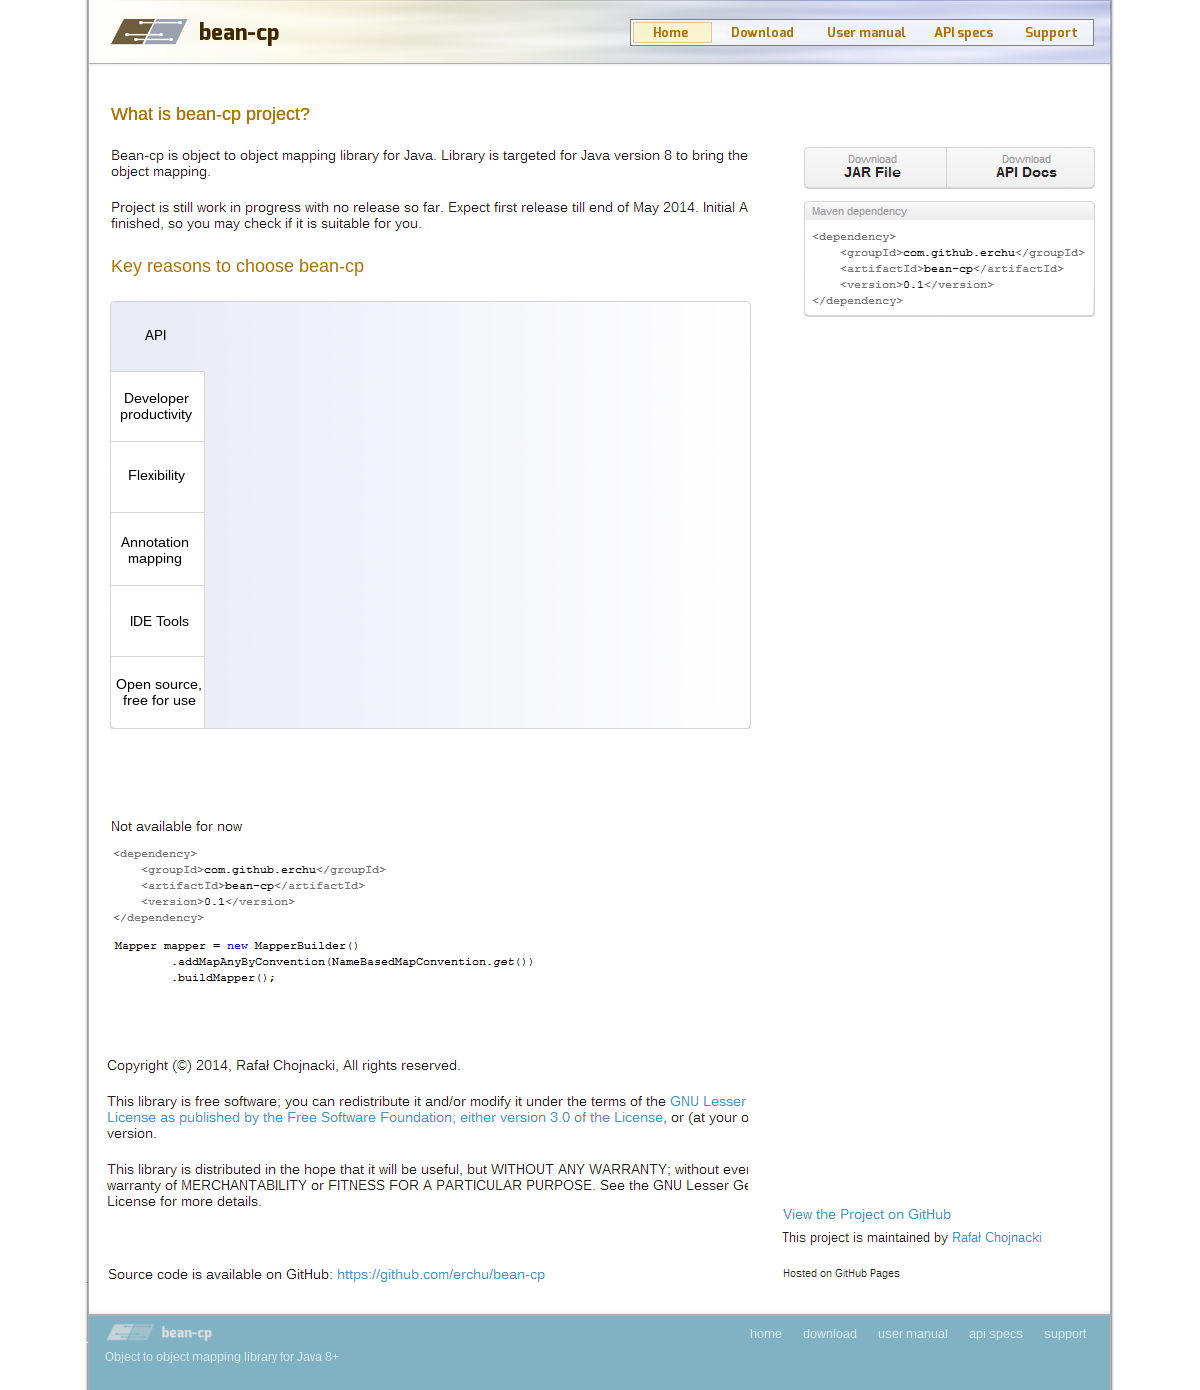 bean-cp
Home Download User manual API specs Support
What is bean-cp project?
Bean-cp is object to object mapping library for Java. Library is targeted for Java version 8 to bring the
object mapping.
Project is still work in progress with no release so far. Expect first release till end of May 2014. Initial A
finished, so you may check if it is suitable for you.
Key reasons to choose bean-cp
API
Developer
productivity
Flexibility
Annotation
mapping
IDE Tools
Open source,
free for use
Download
JAR File
Download
API Docs
Maven dependency
<dependency>
<groupId>com.github.erchu</groupId>
<artifactId>bean-cp</artifactId>
<version>0.1</version>
</dependency>
Not available for now
<dependency>
<groupId>com.github.erchu</groupId>
<artifactId>bean-cp</artifactId>
<version>0.1</version>
</dependency>
Mapper mapper = new MapperBuilder()
.addMapAnyByConvention(NameBasedMapConvention.get())
.buildMapper();
Copyright (©) 2014, Rafał Chojnacki, All rights reserved.
This library is free software; you can redistribute it and/or modify it under the terms of the GNU Lesser
License as published by the Free Software Foundation; either version 3.0 of the License, or (at your o
version.
This library is distributed in the hope that it will be useful, but WITHOUT ANY WARRANTY; without ever
warranty of MERCHANTABILITY or FITNESS FOR A PARTICULAR PURPOSE. See the GNU Lesser Ge
License for more details.
Source code is available on GitHub: https://github.com/erchu/bean-cp
View the Project on GitHub
This project is maintained by Rafał Chojnacki
Hosted on GitHub Pages
bean-cp
home download user manual api specs support
Object to object mapping library for Java 8+